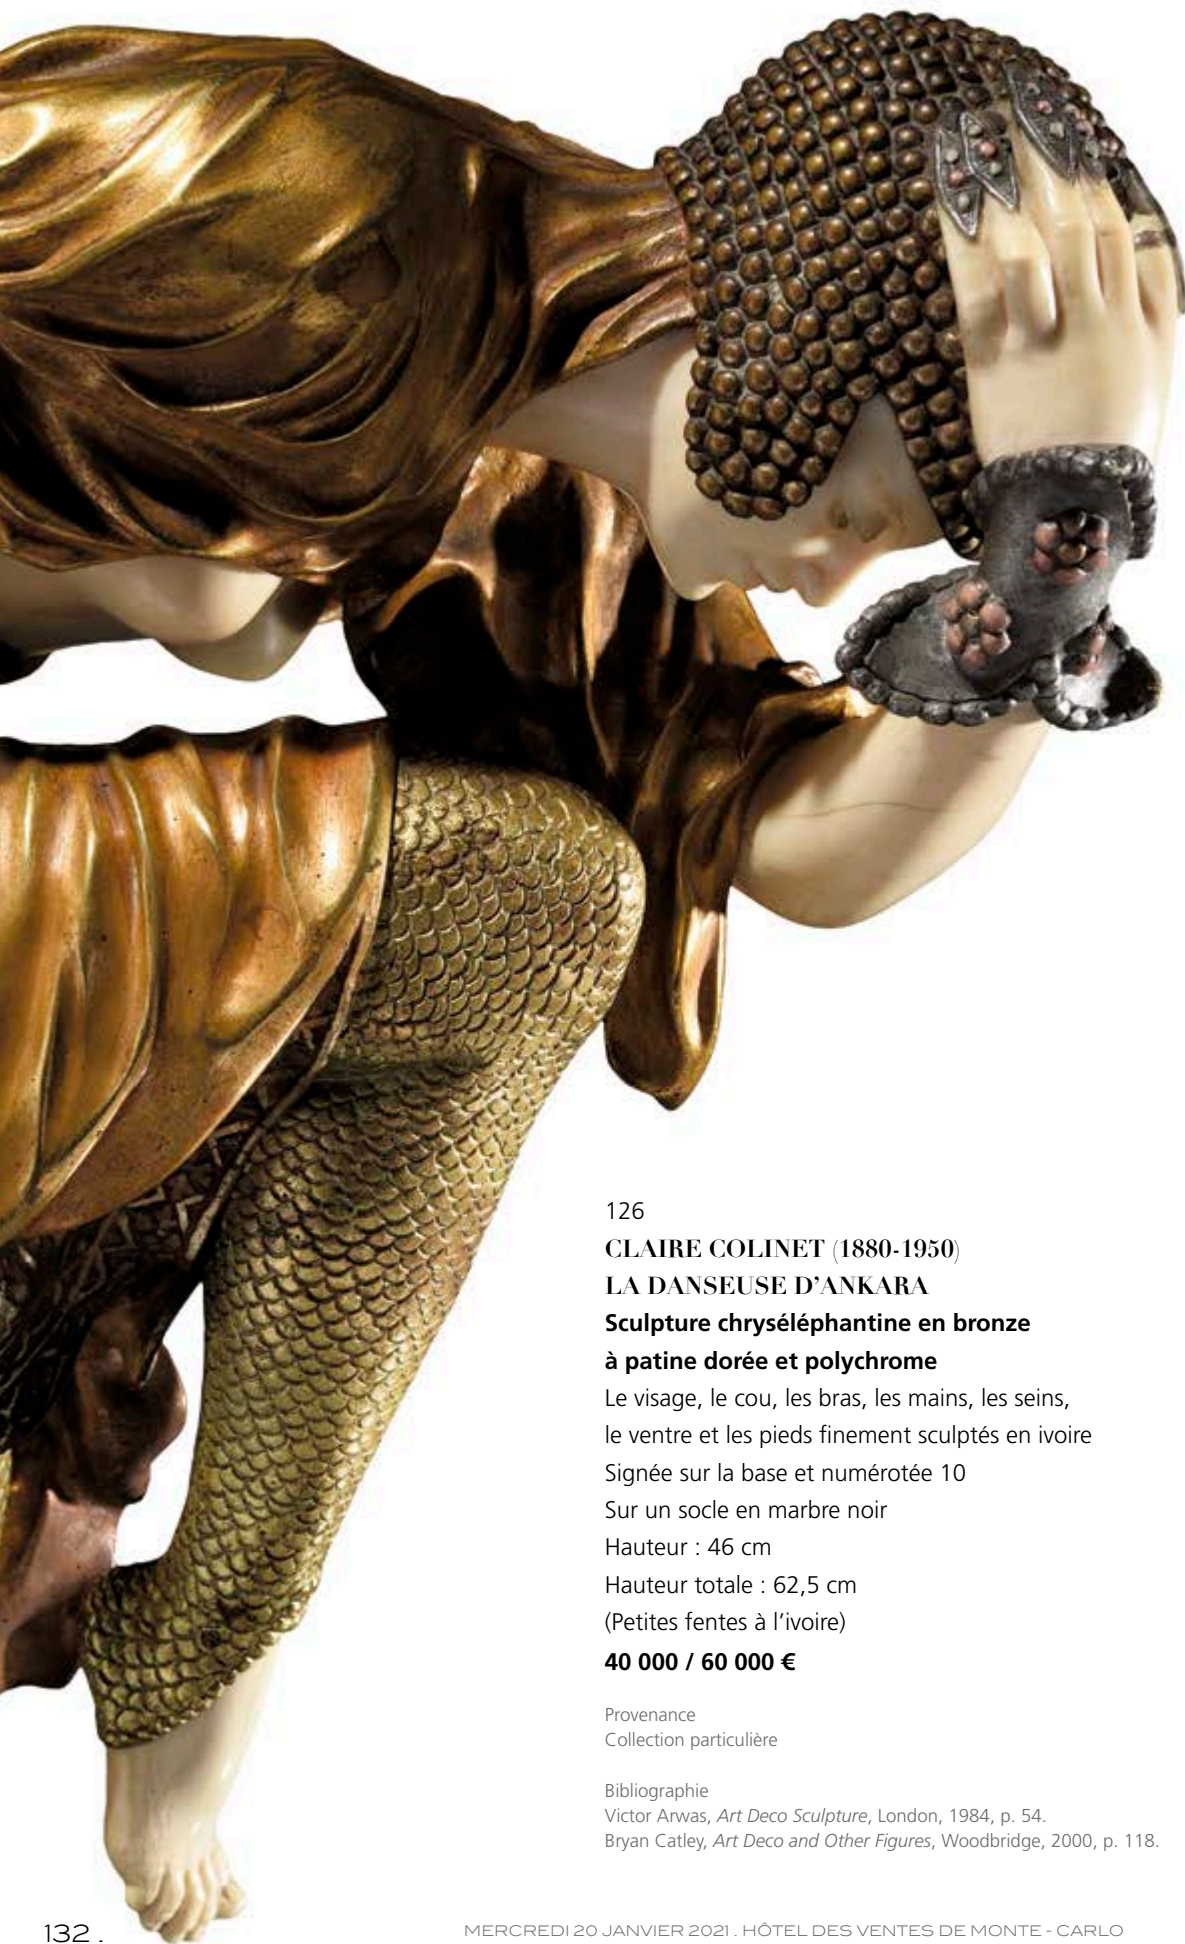 126
CLAIRE COLINET (1880-1950)
LA DANSEUSE D’ANKARA
Sculpture chryséléphantine en bronze
à patine dorée et polychrome
Le visage, le cou, les bras, les mains, les seins,
le ventre et les pieds finement sculptés en ivoire
Signée sur la base et numérotée 10
Sur un socle en marbre noir
Hauteur : 46 cm
Hauteur totale : 62,5 cm
(Petites fentes à l’ivoire)
40 000 / 60 000 €
Provenance
Collection particulière
Bibliographie
Victor Arwas, Art Deco Sculpture, London, 1984, p. 54.
Bryan Catley, Art Deco and Other Figures, Woodbridge, 2000, p. 118.
132 .
MERCREDI 20 JANVIER 2021 . HÔTEL DES VENTES DE MONTE - CARLO